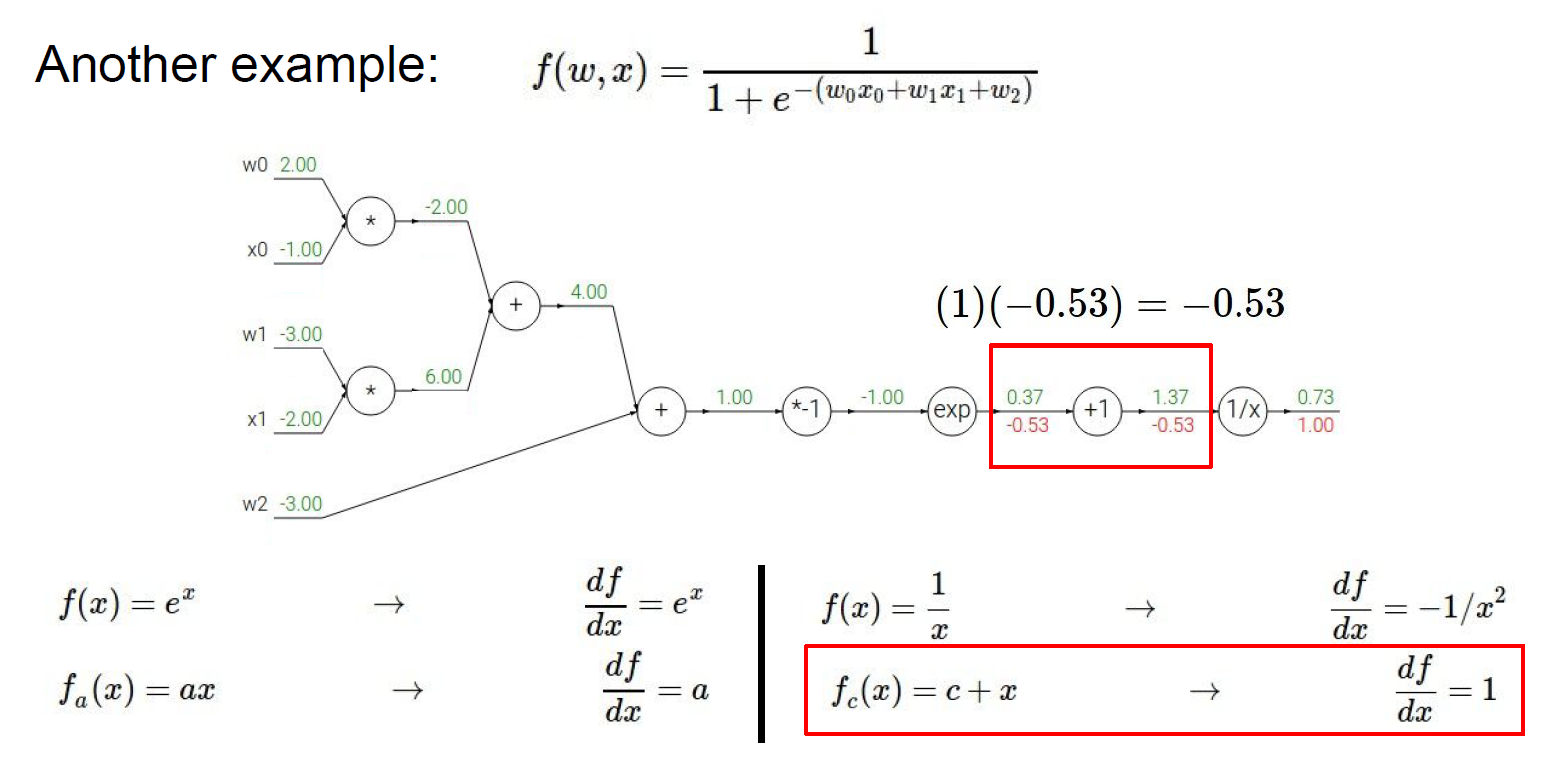 Another example: f(w,x) = 1 / (1 + e^{-(w_0x_0+w_1x_1+w_2)})
w0 2.00
-2.00
*
x0 -1.00
4.00
+
(1)(−0.53) = −0.53
w1 -3.00
6.00
*
x1 -2.00
+ 1.00 *-1 -1.00 exp 0.37 +1 1.37 1/x 0.73
-0.53 -0.53 1.00
w2 -3.00
f(x) = e^x → df/dx = e^x
f(x) = 1/x → df/dx = −1/x^2
f_a(x) = ax → df/dx = a
f_c(x) = c + x → df/dx = 1